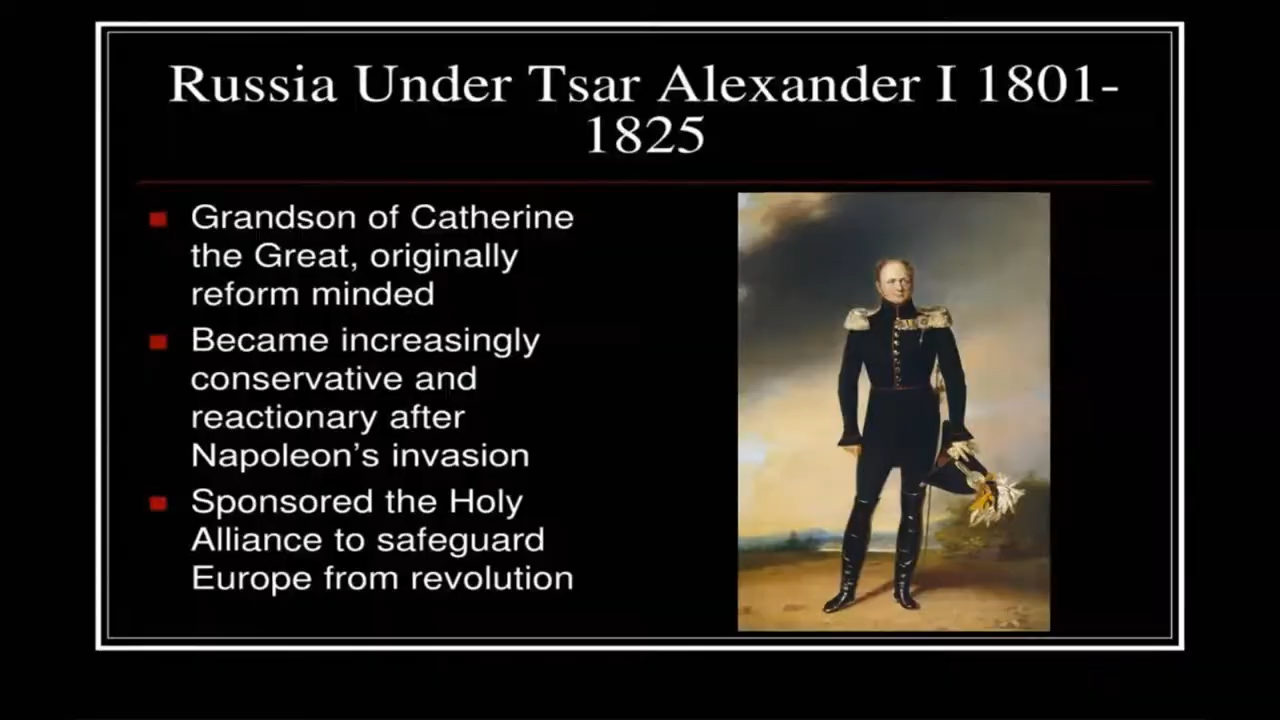 Russia Under Tsar Alexander I 1801-
1825
Grandson of Catherine
the Great, originally
reform minded
Became increasingly
conservative and
reactionary after
Napoleon’s invasion
Sponsored the Holy
Alliance to safeguard
Europe from revolution